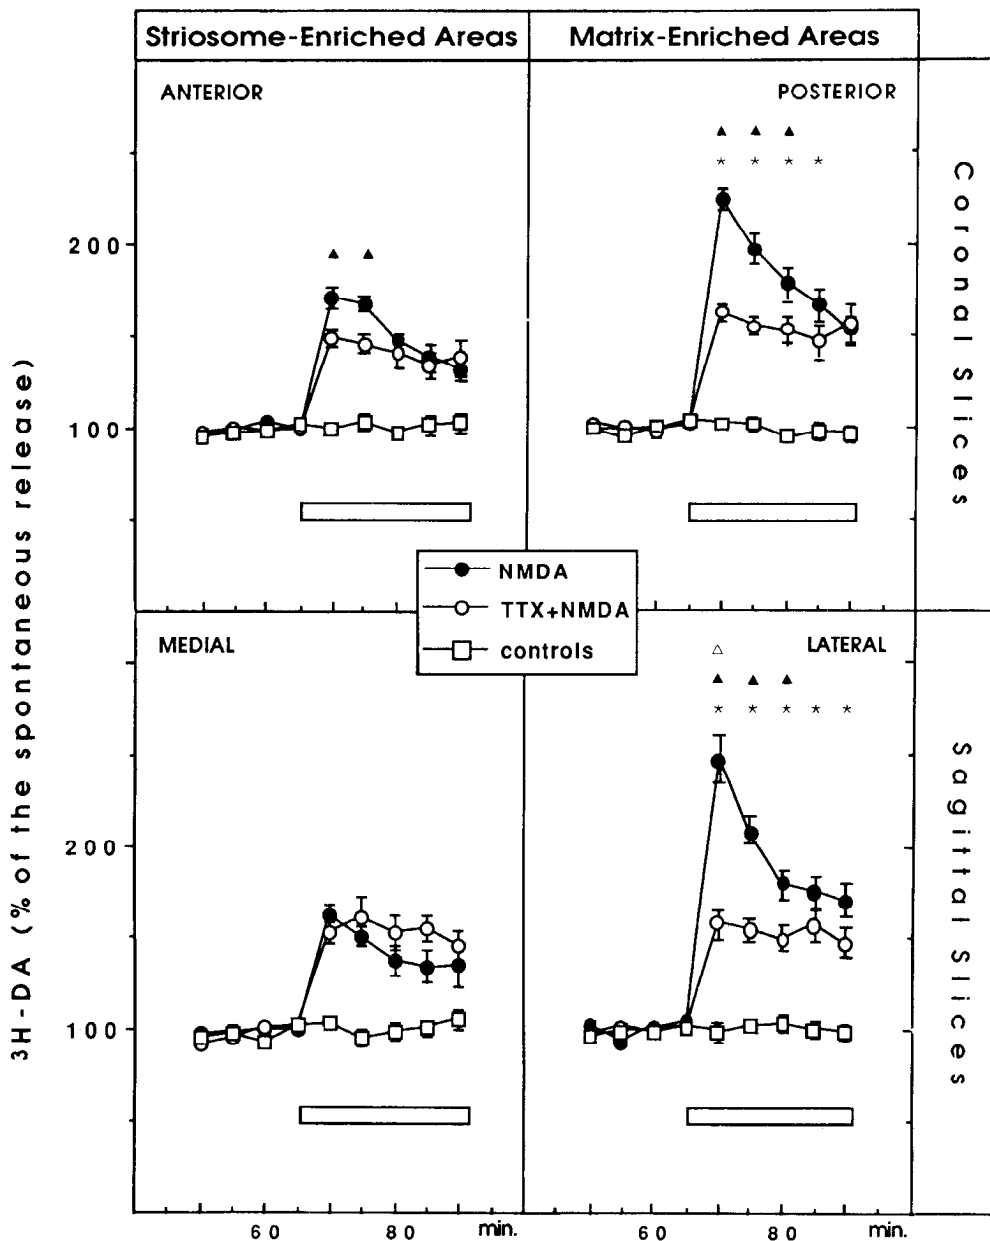 Striosome-Enriched Areas
Matrix-Enriched Areas
ANTERIOR
POSTERIOR
Coronal Slices
200
100
3H-DA (% of the spontaneous release)
NMDA
TTX+NMDA
controls
MEDIAL
LATERAL
Sagittal Slices
200
100
60
80
min.
60
80
min.